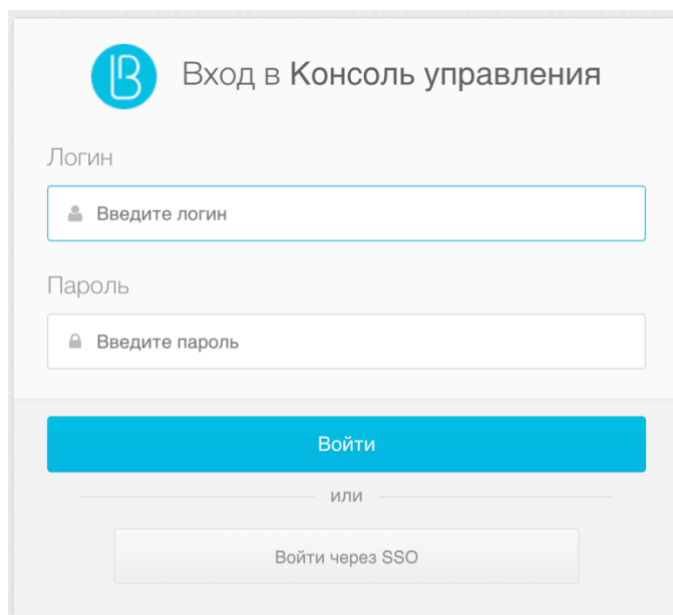 Вход в Консоль управления
Логин
Введите логин
Пароль
Введите пароль
Войти
или
Войти через SSO